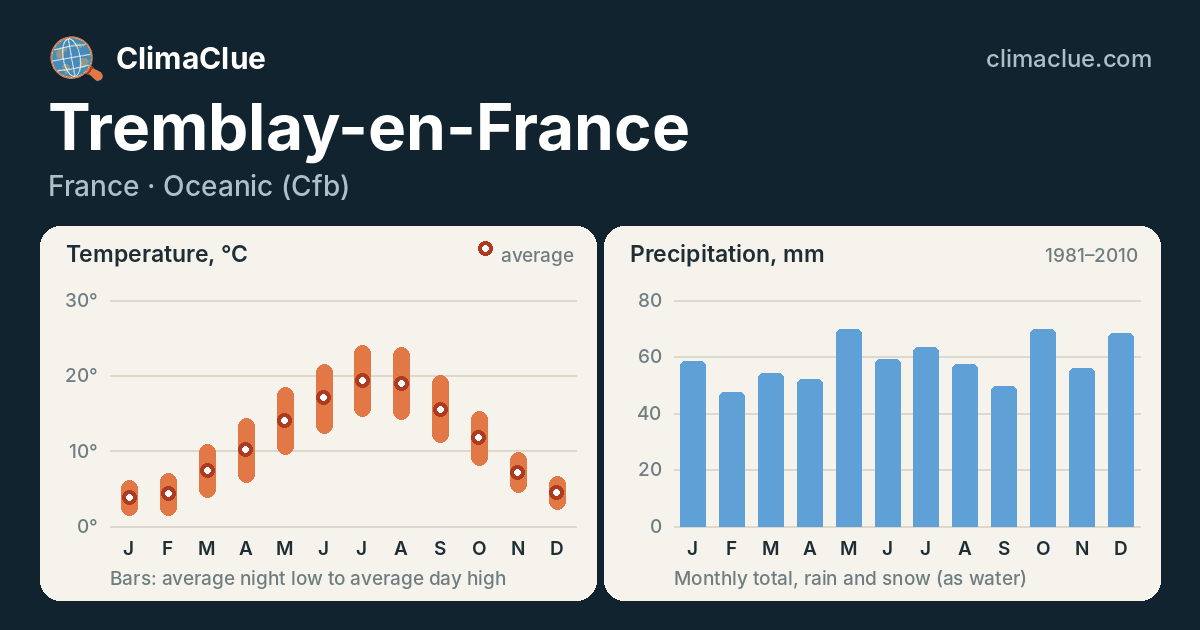 ClimaClue
climaclue.com
Tremblay-en-France
France · Oceanic (Cfb)
Temperature, °C
average
30°
20°
10°
0°
J F M A M J J A S O N D
Bars: average night low to average day high
Precipitation, mm
1981–2010
80
60
40
20
0
J F M A M J J A S O N D
Monthly total, rain and snow (as water)